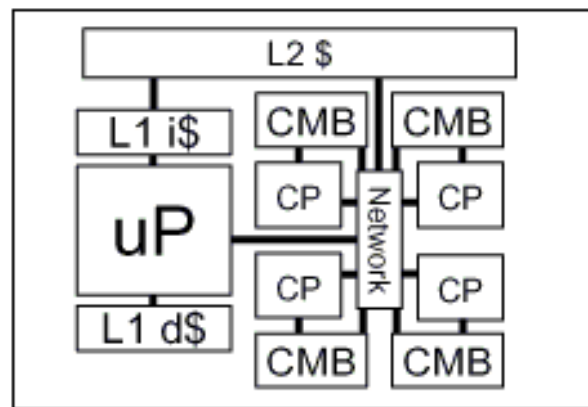 L2 $
L1 i$
CMB
CMB
CP
CP
uP
Network
CP
CP
L1 d$
CMB
CMB